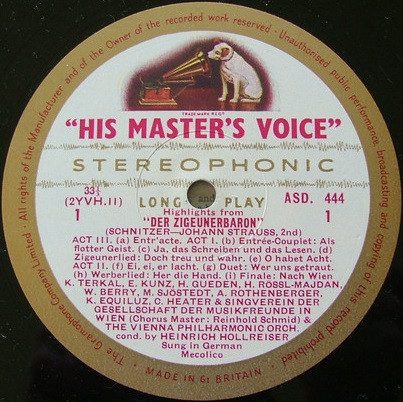 All rights of the Manufacturer and of the Owner of the recorded work reserved · Unauthorised public performance, broadcasting and copying of this record prohibited
TRADE MARK REGD
"HIS MASTER'S VOICE"
STEREOPHONIC
33⅓
(2YVH.11)
1
LONG and PLAY
ASD. 444
1
Highlights from
"DER ZIGEUNERBARON"
(SCHNITZER—JOHANN STRAUSS, 2nd)
ACT III. (a) Entr'acte. ACT I. (b) Entrée-Couplet: Als
flotter Geist. (c) Ja, das Schreiben und das Lesen. (d)
Zigeunerlied: Doch treu und wahr. (e) O habet Acht.
ACT II. (f) Ei, ei, er lacht. (g) Duet: Wer uns getraut.
(h) Werberlied: Her die Hand. (i) Finale: Nach Wien
K. TERKAL, E. KUNZ, H. GUEDEN, H. ROSSL-MAJDAN,
W. BERRY, M. SJOSTEDT, A. ROTHENBERGER,
K. EQUILUZ, C. HEATER & SINGVEREIN DER
GESELLSCHAFT DER MUSIKFREUNDE IN
WIEN (Chorus Master: Reinhold Schmid) &
THE VIENNA PHILHARMONIC ORCH.
cond. by HEINRICH HOLLREISER
Sung in German
Mecolico
The Gramophone Company Limited ·
MADE IN Gt BRITAIN